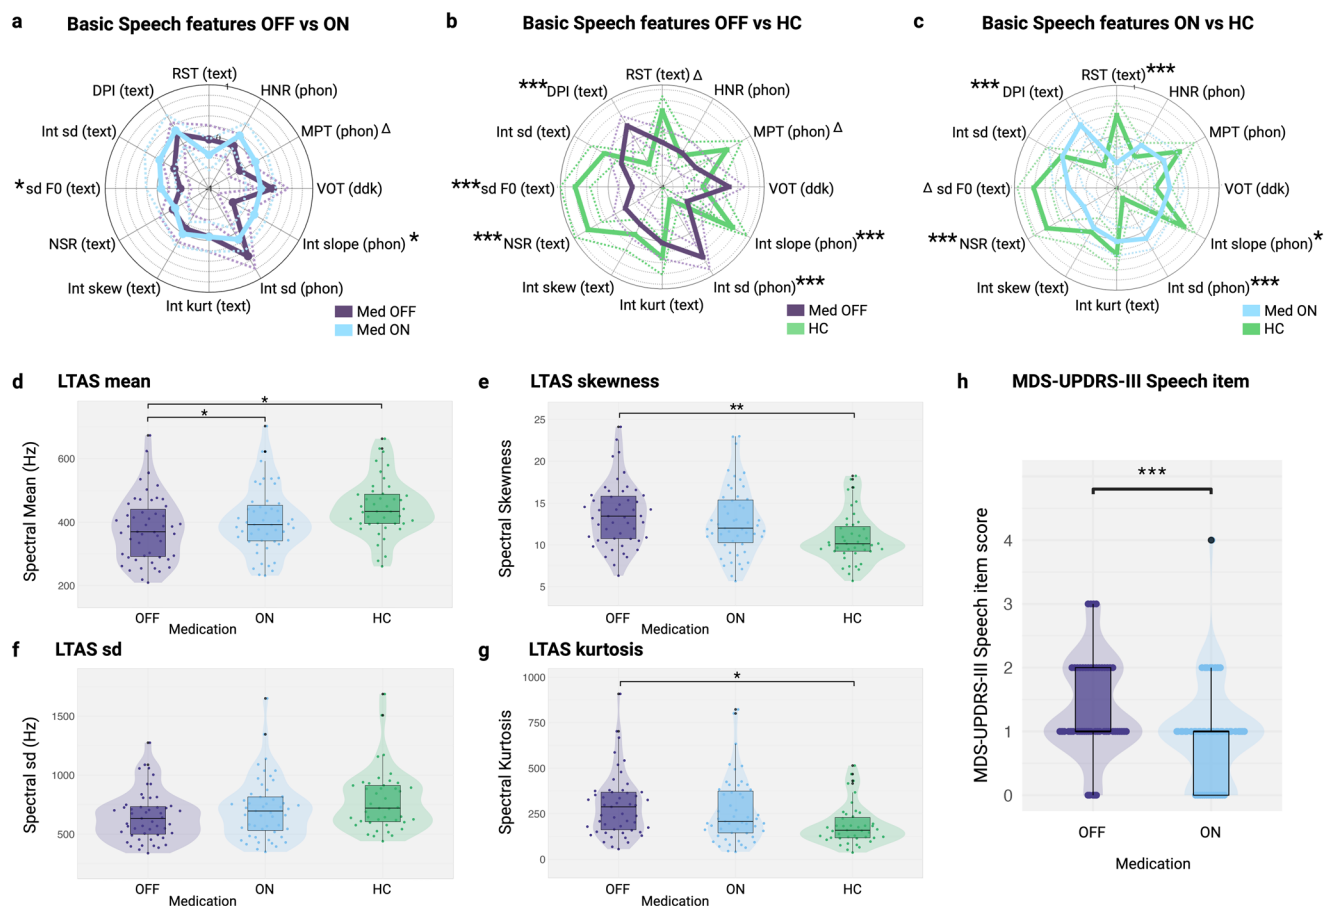 a Basic Speech features OFF vs ON
RST (text)
DPI (text)
HNR (phon)
Int sd (text)
MPT (phon) Δ
*sd F0 (text)
VOT (ddk)
NSR (text)
Int slope (phon) *
Int skew (text)
Int sd (phon)
Int kurt (text)
Med OFF
Med ON
b Basic Speech features OFF vs HC
RST (text) Δ
***DPI (text)
HNR (phon)
Int sd (text)
MPT (phon) Δ
***sd F0 (text)
VOT (ddk)
***NSR (text)
Int slope (phon)***
Int skew (text)
Int sd (phon)***
Int kurt (text)
Med OFF
HC
c Basic Speech features ON vs HC
RST (text)***
*** DPI (text)
HNR (phon)
Int sd (text)
MPT (phon)
Δ sd F0 (text)
VOT (ddk)
***NSR (text)
Int slope (phon)*
Int skew (text)
Int sd (phon)***
Int kurt (text)
Med ON
HC
d LTAS mean
*
*
Spectral Mean (Hz)
600
400
200
OFF ON HC
Medication
e LTAS skewness
**
Spectral Skewness
25
20
15
10
5
OFF ON HC
Medication
f LTAS sd
Spectral sd (Hz)
1500
1000
500
OFF ON HC
Medication
g LTAS kurtosis
*
Spectral Kurtosis
1000
750
500
250
0
OFF ON HC
Medication
h MDS-UPDRS-III Speech item
***
MDS-UPDRS-III Speech item score
4
3
2
1
0
OFF ON
Medication